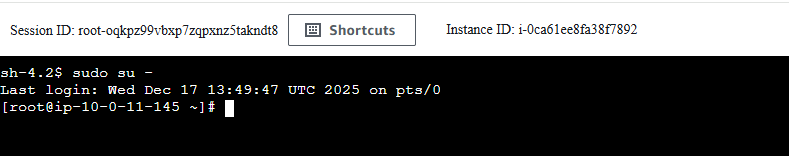 Session ID: root-oqkpz99vbxp7zqpxnz5takndt8 Shortcuts Instance ID: i-0ca61ee8fa38f7892
sh-4.2$ sudo su -
Last login: Wed Dec 17 13:49:47 UTC 2025 on pts/0
[root@ip-10-0-11-145 ~]#